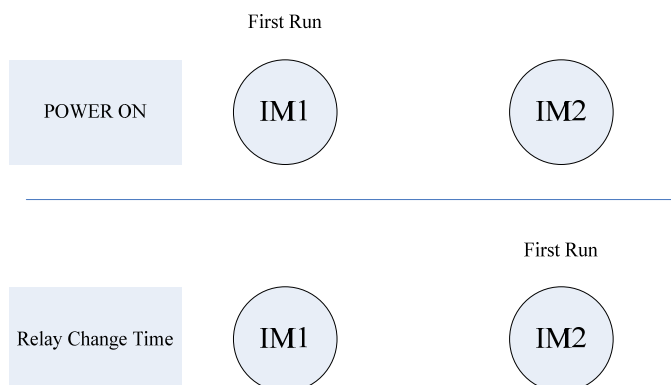 First Run
POWER ON
IM1
IM2
First Run
Relay Change Time
IM1
IM2